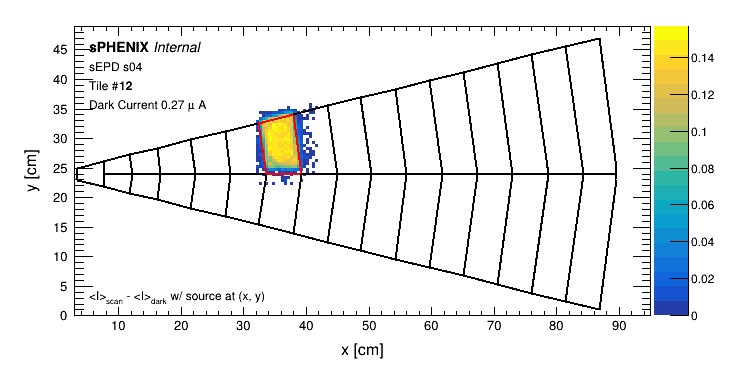 sPHENIX Internal
sEPD s04
Tile #12
Dark Current 0.27 μ A
<I>scan - <I>dark w/ source at (x, y)
y [cm]
45
40
35
30
25
20
15
10
5
0
10 20 30 40 50 60 70 80 90
x [cm]
0.14
0.12
0.1
0.08
0.06
0.04
0.02
0